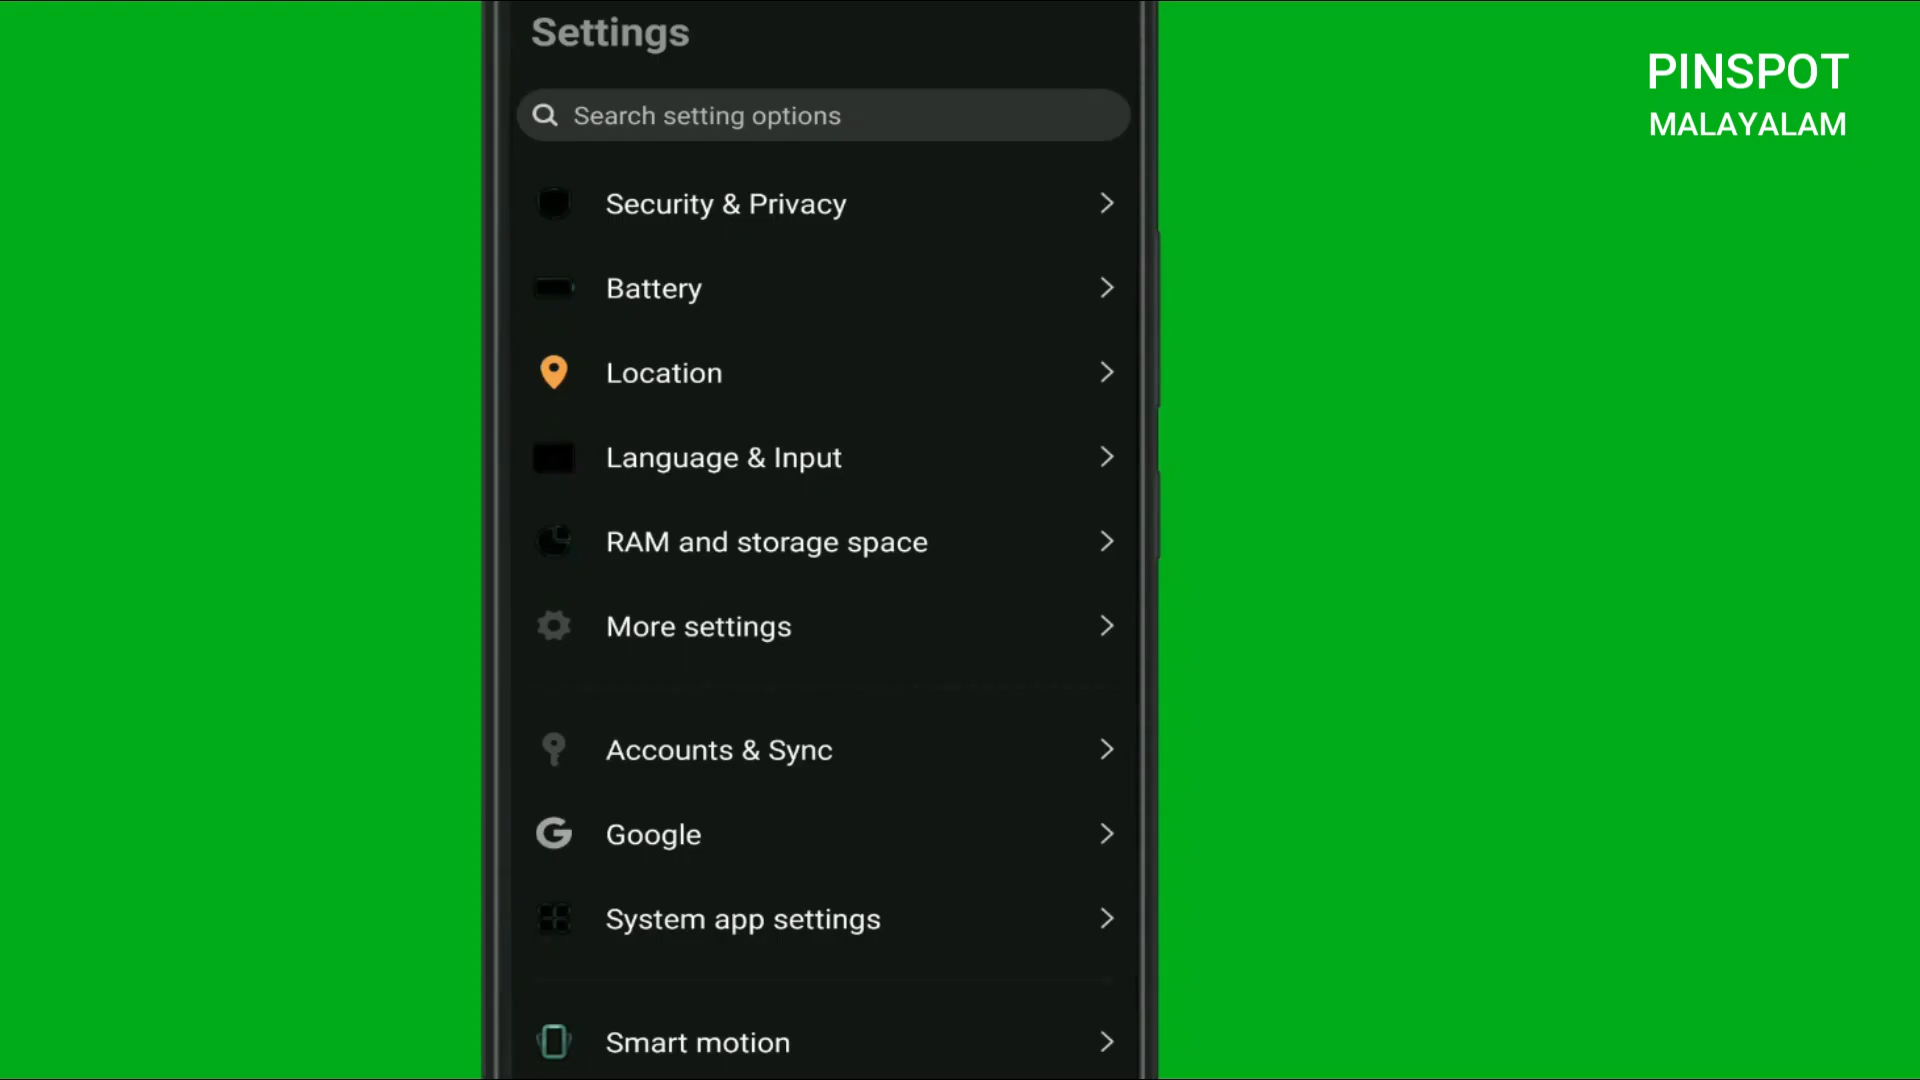 Settings
PINSPOT
MALAYALAM
Search setting options
Security & Privacy
Battery
Location
Language & Input
RAM and storage space
More settings
Accounts & Sync
Google
System app settings
Smart motion